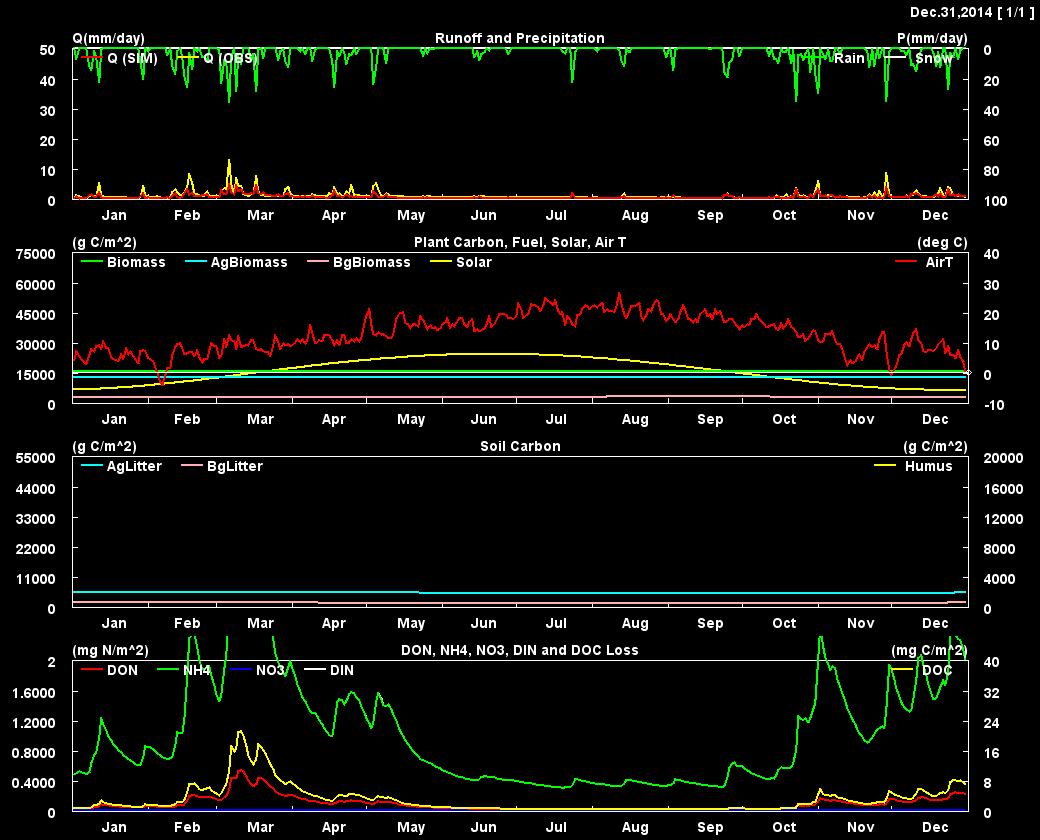 Dec.31,2014 [ 1/1 ]
Q(mm/day) Runoff and Precipitation P(mm/day)
50 Q (SIM) Q (OBS) Rain Snow 0
40 20
30 40
20 60
10 80
0 100
Jan Feb Mar Apr May Jun Jul Aug Sep Oct Nov Dec
(g C/m^2) Plant Carbon, Fuel, Solar, Air T (deg C)
75000 40
Biomass AgBiomass BgBiomass Solar AirT
60000 30
45000 20
30000 10
15000 0
0 -10
Jan Feb Mar Apr May Jun Jul Aug Sep Oct Nov Dec
(g C/m^2) Soil Carbon (g C/m^2)
55000 20000
AgLitter BgLitter Humus
44000 16000
33000 12000
22000 8000
11000 4000
0 0
Jan Feb Mar Apr May Jun Jul Aug Sep Oct Nov Dec
(mg N/m^2) DON, NH4, NO3, DIN and DOC Loss (mg C/m^2)
2 40
DON NH4 NO3 DIN DOC
1.6000 32
1.2000 24
0.8000 16
0.4000 8
0 0
Jan Feb Mar Apr May Jun Jul Aug Sep Oct Nov Dec